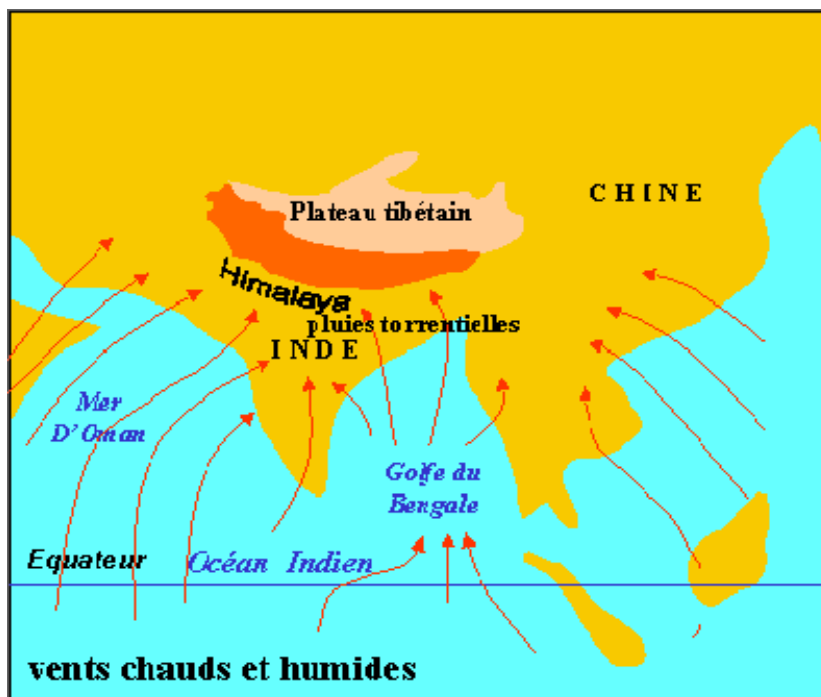 CHINE
Plateau tibétain
Himalaya
pluies torrentielles
INDE
Mer
D'Oman
Golfe du
Bengale
Equateur
Océan Indien
vents chauds et humides